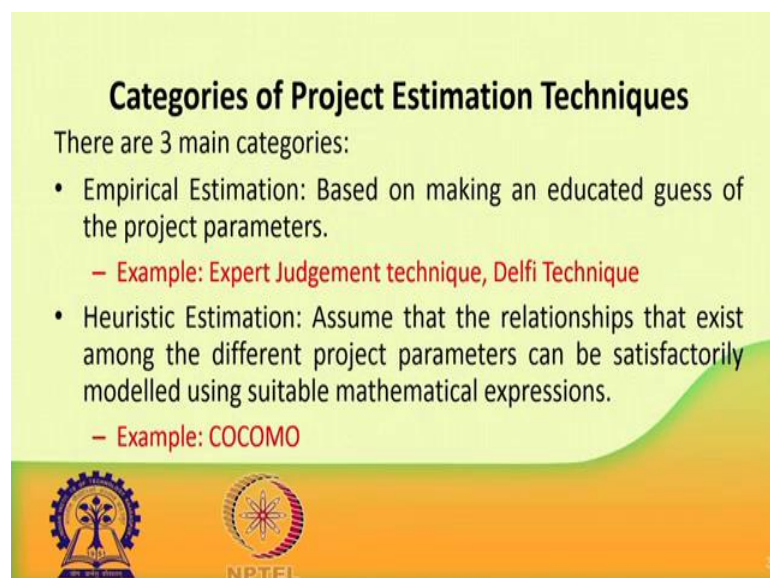 Categories of Project Estimation Techniques
There are 3 main categories:
• Empirical Estimation: Based on making an educated guess of
the project parameters.
– Example: Expert Judgement technique, Delfi Technique
• Heuristic Estimation: Assume that the relationships that exist
among the different project parameters can be satisfactorily
modelled using suitable mathematical expressions.
– Example: COCOMO
NPTEL